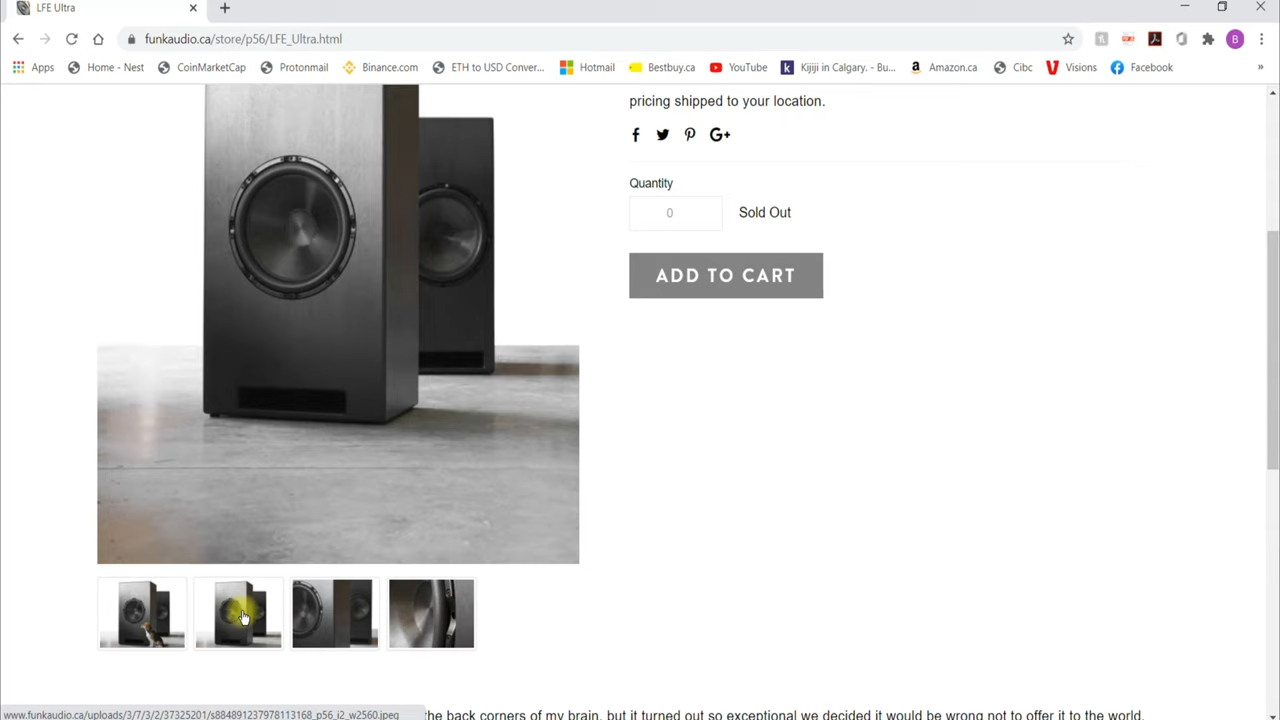 LFE Ultra
funkaudio.ca/store/p56/LFE_Ultra.html
B
Apps
Home - Nest
CoinMarketCap
Protonmail
Binance.com
ETH to USD Conver...
Hotmail
Bestbuy.ca
YouTube
Kijiji in Calgary. - Bu...
Amazon.ca
Cibc
Visions
Facebook
»
pricing shipped to your location.
Quantity
0
Sold Out
ADD TO CART
www.funkaudio.ca/uploads/3/7/3/2/37325201/s884891237978113168_p56_i2_w2560.jpeg
the back corners of my brain, but it turned out so exceptional we decided it would be wrong not to offer it to the world.